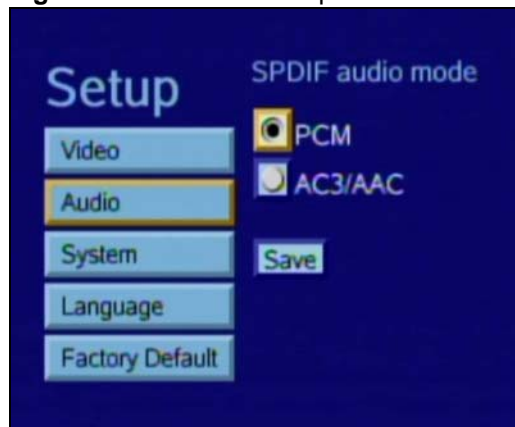 Setup
Video
Audio
System
Language
Factory Default
SPDIF audio mode
PCM
AC3/AAC
Save